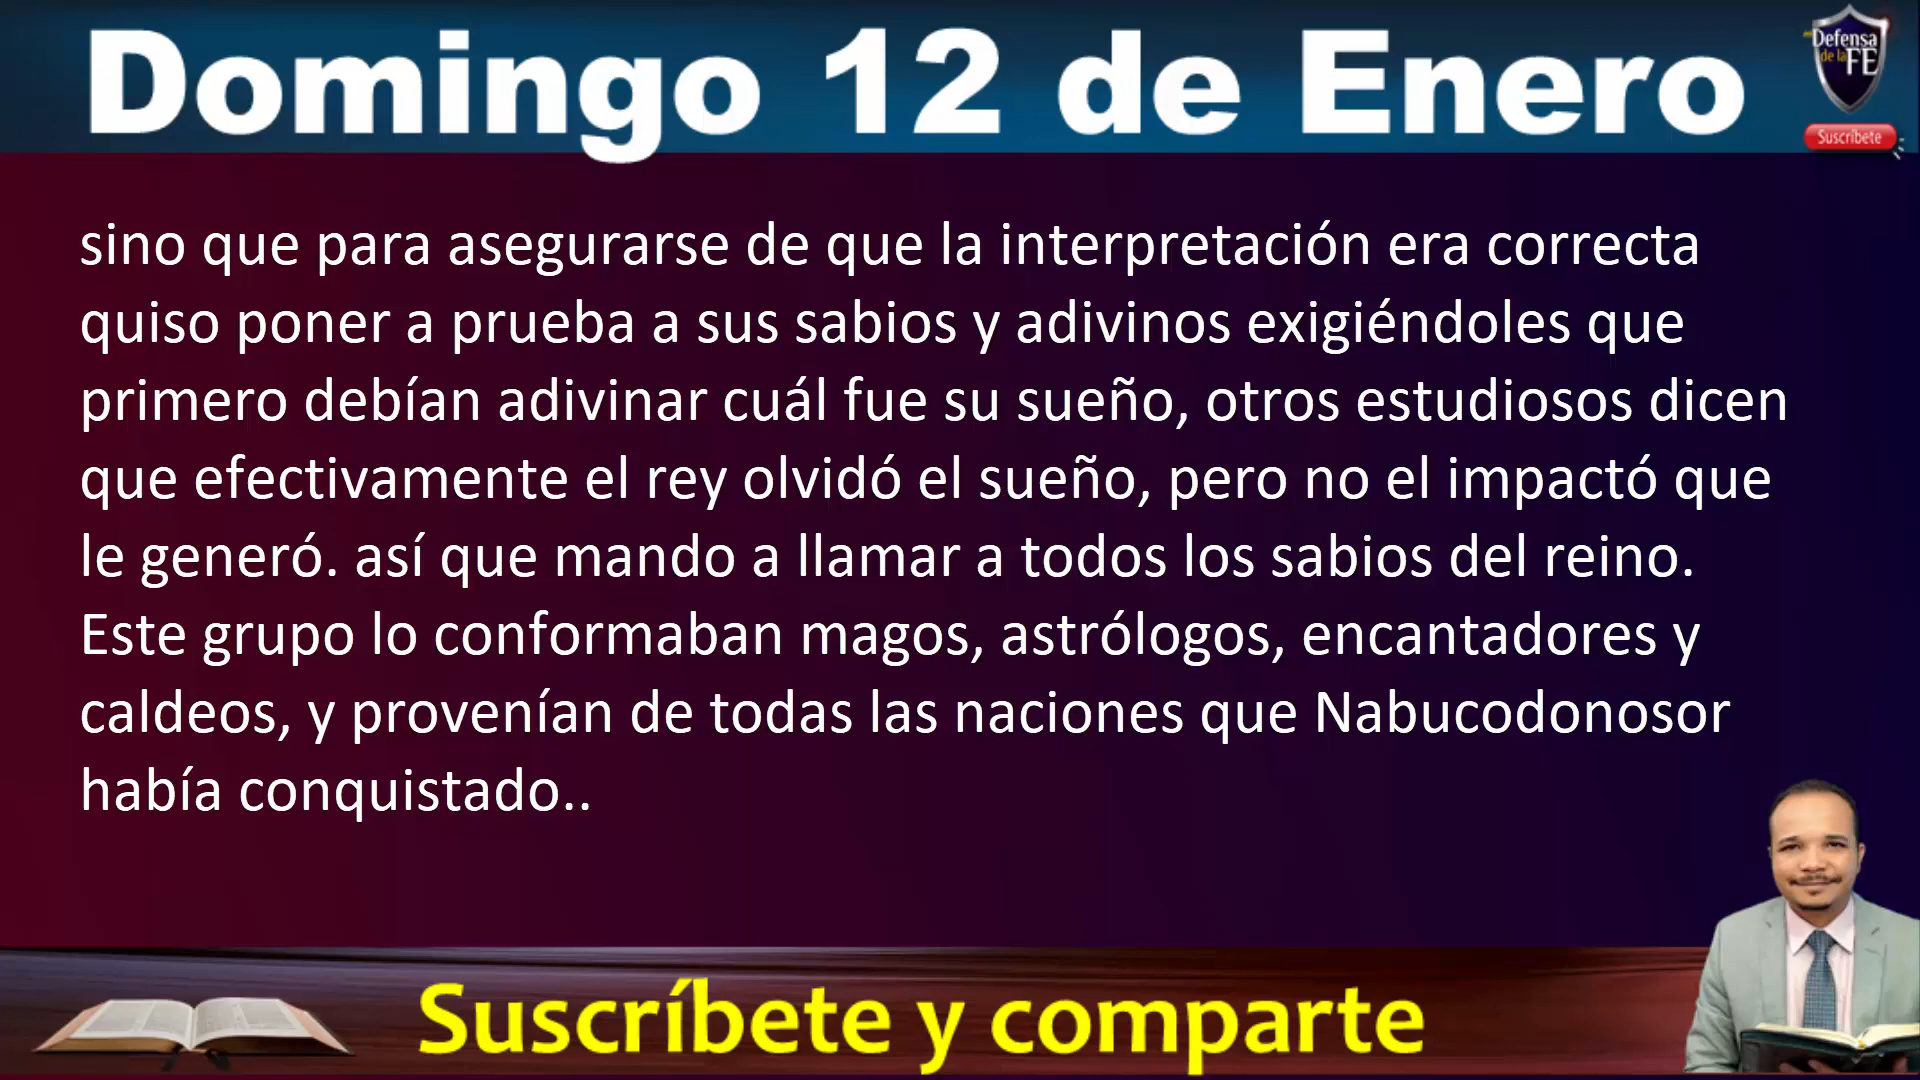 Domingo 12 de Enero
Defensa
de la FE
Suscríbete
sino que para asegurarse de que la interpretación era correcta
quiso poner a prueba a sus sabios y adivinos exigiéndoles que
primero debían adivinar cuál fue su sueño, otros estudiosos dicen
que efectivamente el rey olvidó el sueño, pero no el impactó que
le generó. así que mando a llamar a todos los sabios del reino.
Este grupo lo conformaban magos, astrólogos, encantadores y
caldeos, y provenían de todas las naciones que Nabucodonosor
había conquistado..
Suscríbete y comparte